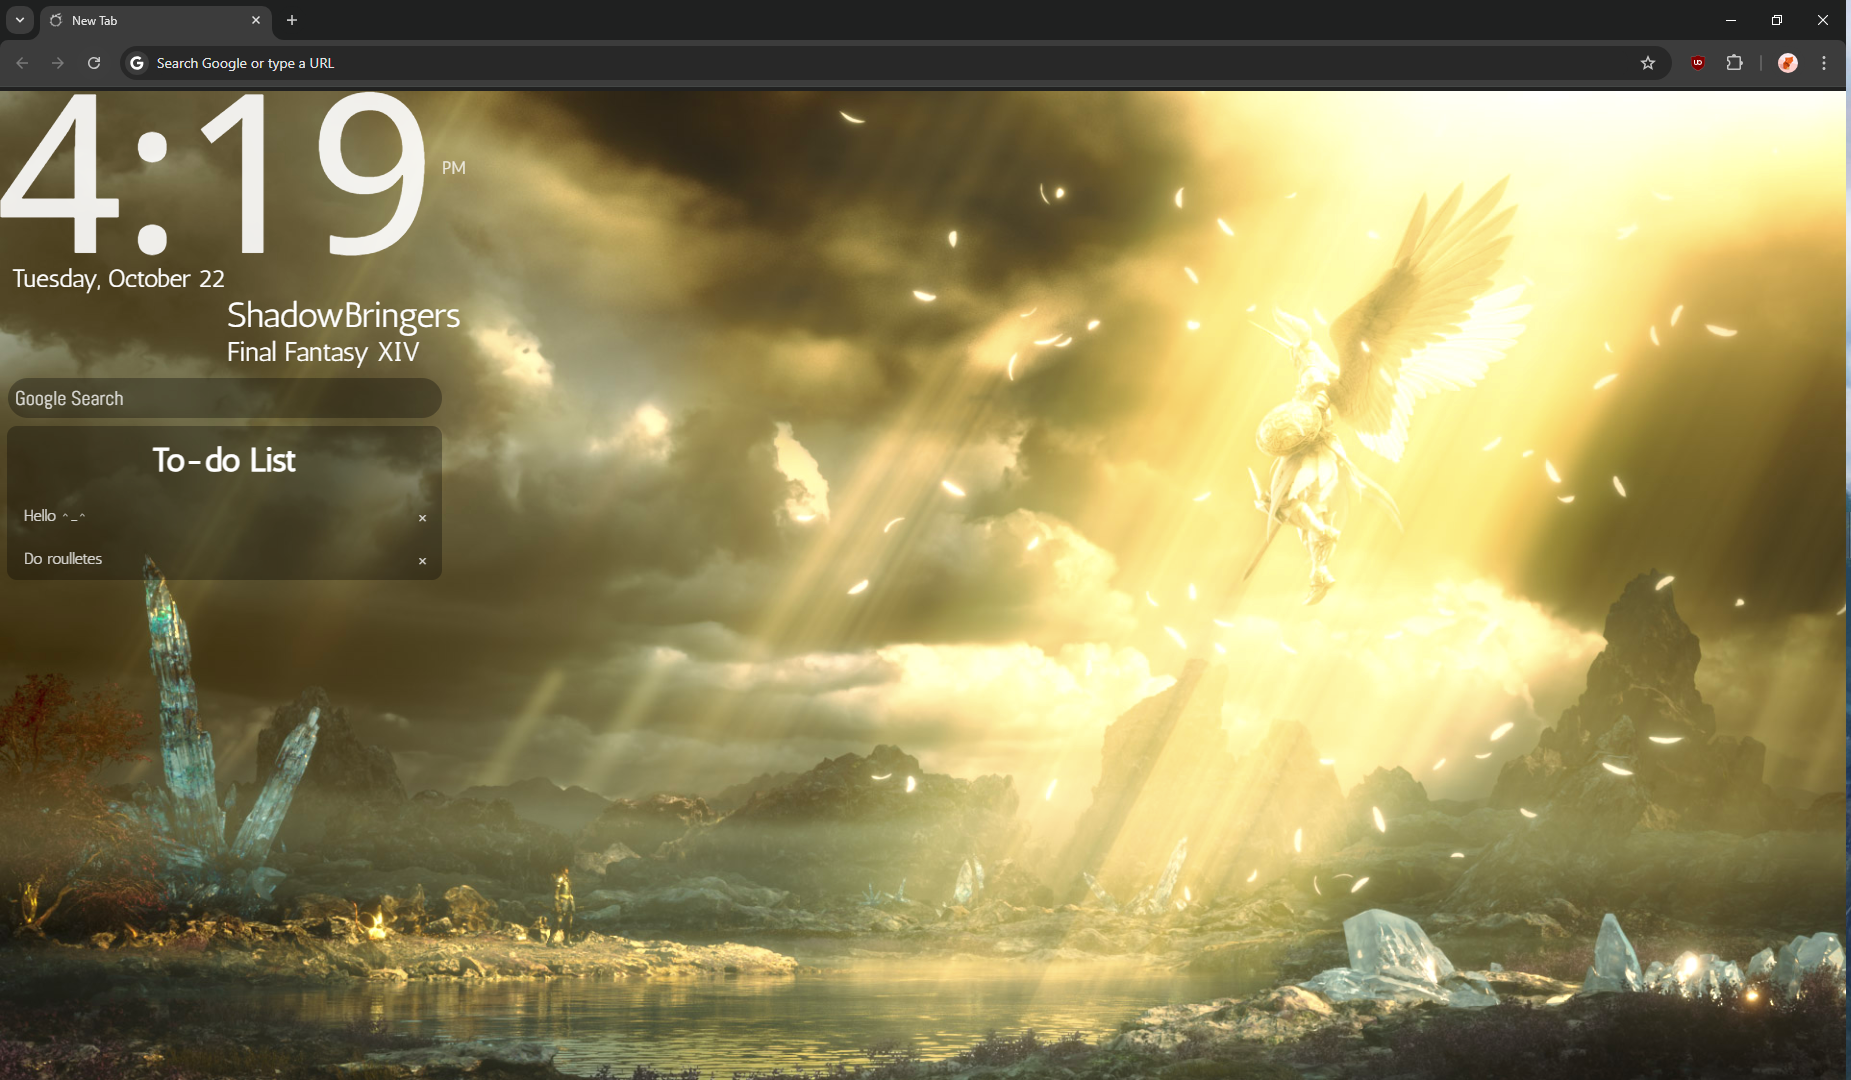 New Tab
Search Google or type a URL
4:19 PM
Tuesday, October 22
ShadowBringers
Final Fantasy XIV
Google Search
To-do List
Hello ^_^ x
Do roulletes x